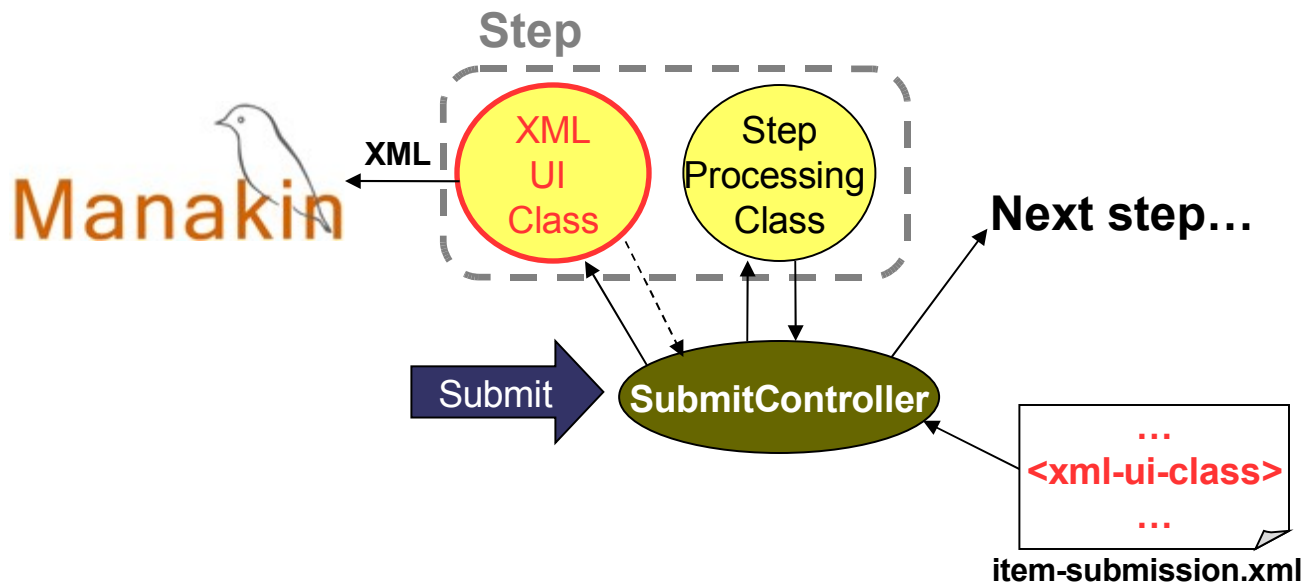 Step
XML
UI
Class
Step
Processing
Class
XML
Manakin
Next step…
Submit
SubmitController
…
<xml-ui-class>
…
item-submission.xml